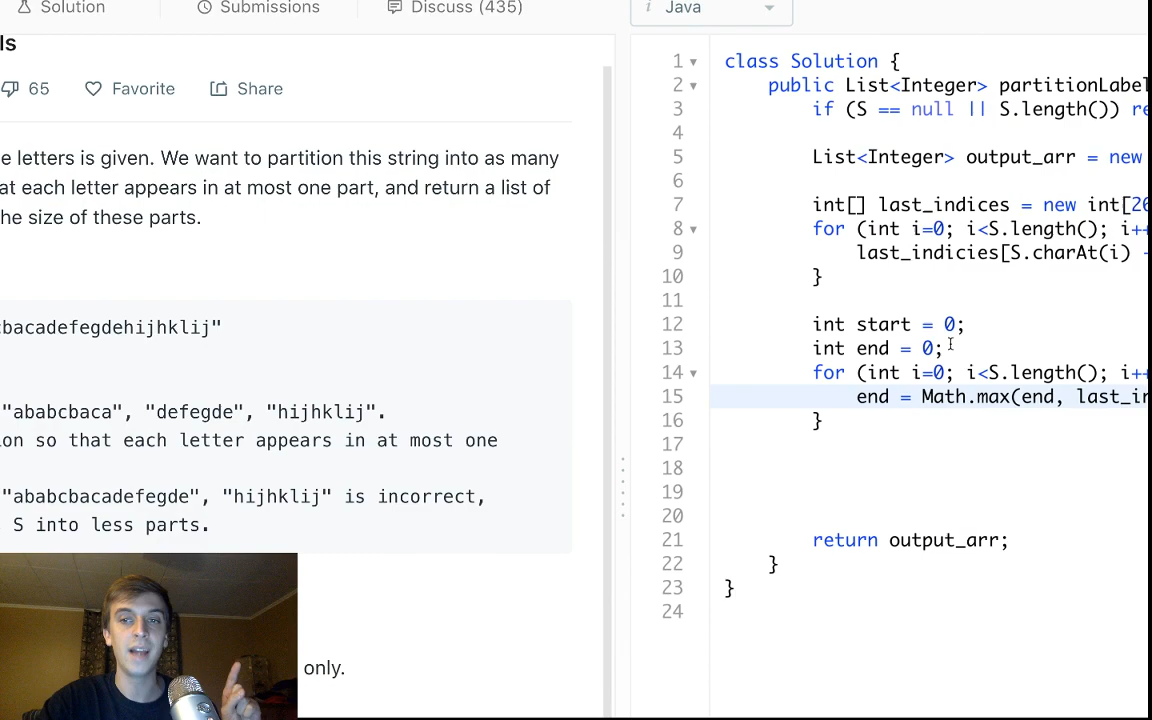 Solution
Submissions
Discuss (435)
i Java
ls
65
Favorite
Share
e letters is given. We want to partition this string into as many
at each letter appears in at most one part, and return a list of
he size of these parts.
cbacadefegdehijhklij"
"ababcbaca", "defegde", "hijhklij".
ion so that each letter appears in at most one
"ababcbacadefegde", "hijhklij" is incorrect,
S into less parts.
only.
1 class Solution {
2 public List<Integer> partitionLabel
3 if (S == null || S.length()) re
4
5 List<Integer> output_arr = new
6
7 int[] last_indices = new int[26
8 for (int i=0; i<S.length(); i++
9 last_indicies[S.charAt(i) -
10 }
11
12 int start = 0;
13 int end = 0;
14 for (int i=0; i<S.length(); i++
15 end = Math.max(end, last_in
16 }
17
18
19
20
21 return output_arr;
22 }
23 }
24